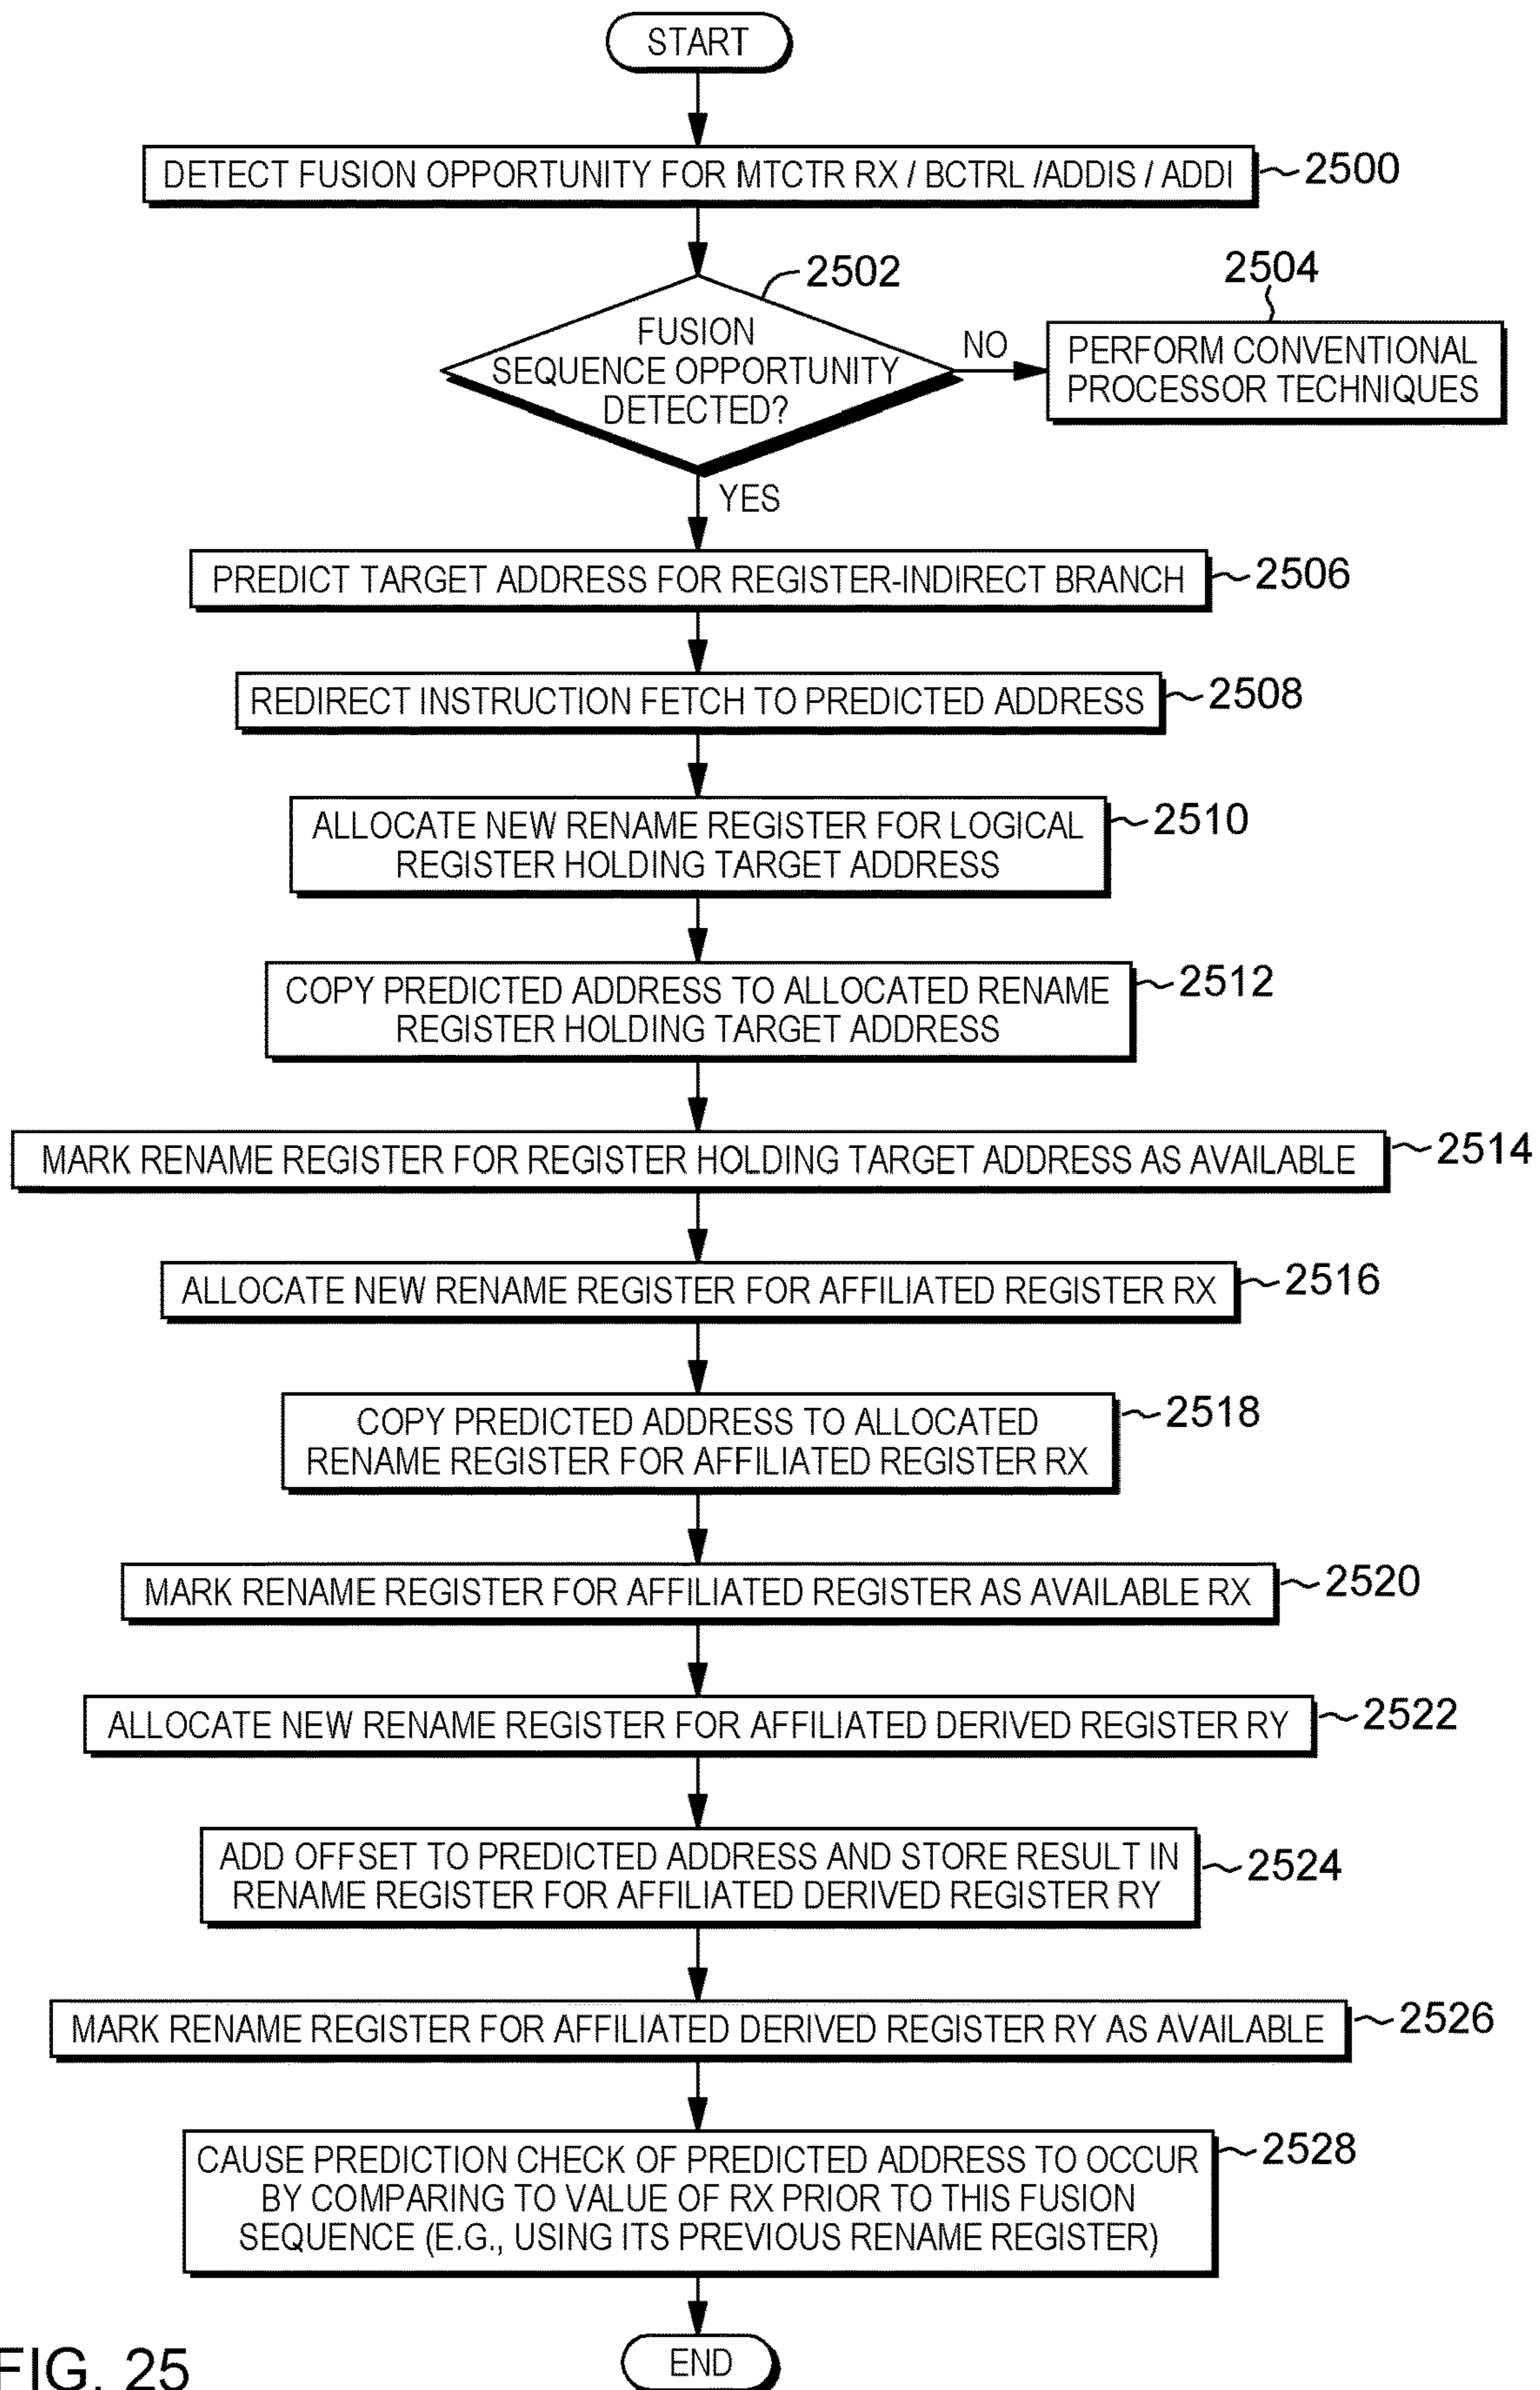 START
DETECT FUSION OPPORTUNITY FOR MTCTR RX / BCTRL /ADDIS / ADDI
2500
2502
FUSION
SEQUENCE OPPORTUNITY
DETECTED?
NO
2504
PERFORM CONVENTIONAL
PROCESSOR TECHNIQUES
YES
PREDICT TARGET ADDRESS FOR REGISTER-INDIRECT BRANCH
2506
REDIRECT INSTRUCTION FETCH TO PREDICTED ADDRESS
2508
ALLOCATE NEW RENAME REGISTER FOR LOGICAL
REGISTER HOLDING TARGET ADDRESS
2510
COPY PREDICTED ADDRESS TO ALLOCATED RENAME
REGISTER HOLDING TARGET ADDRESS
2512
MARK RENAME REGISTER FOR REGISTER HOLDING TARGET ADDRESS AS AVAILABLE
2514
ALLOCATE NEW RENAME REGISTER FOR AFFILIATED REGISTER RX
2516
COPY PREDICTED ADDRESS TO ALLOCATED
RENAME REGISTER FOR AFFILIATED REGISTER RX
2518
MARK RENAME REGISTER FOR AFFILIATED REGISTER AS AVAILABLE RX
2520
ALLOCATE NEW RENAME REGISTER FOR AFFILIATED DERIVED REGISTER RY
2522
ADD OFFSET TO PREDICTED ADDRESS AND STORE RESULT IN
RENAME REGISTER FOR AFFILIATED DERIVED REGISTER RY
2524
MARK RENAME REGISTER FOR AFFILIATED DERIVED REGISTER RY AS AVAILABLE
2526
CAUSE PREDICTION CHECK OF PREDICTED ADDRESS TO OCCUR
BY COMPARING TO VALUE OF RX PRIOR TO THIS FUSION
SEQUENCE (E.G., USING ITS PREVIOUS RENAME REGISTER)
2528
END
FIG. 25